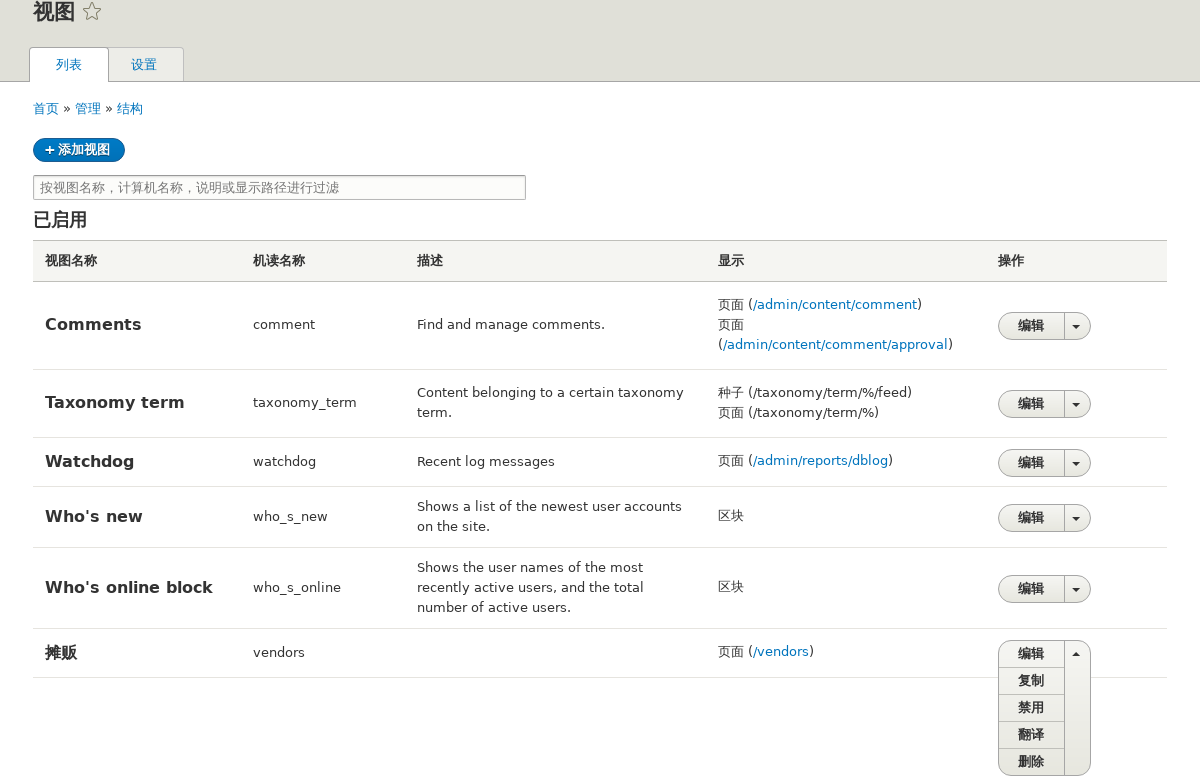 视图
列表 设置
首页 » 管理 » 结构
+ 添加视图
按视图名称，计算机名称，说明或显示路径进行过滤
已启用
视图名称 机读名称 描述 显示 操作
Comments comment Find and manage comments. 页面 (/admin/content/comment) 编辑
页面
(/admin/content/comment/approval)
Taxonomy term taxonomy_term Content belonging to a certain taxonomy 种子 (/taxonomy/term/%/feed) 编辑
term. 页面 (/taxonomy/term/%)
Watchdog watchdog Recent log messages 页面 (/admin/reports/dblog) 编辑
Who's new who_s_new Shows a list of the newest user accounts 区块 编辑
on the site.
Who's online block who_s_online Shows the user names of the most 区块 编辑
recently active users, and the total
number of active users.
摊贩 vendors 页面 (/vendors) 编辑
复制
禁用
翻译
删除